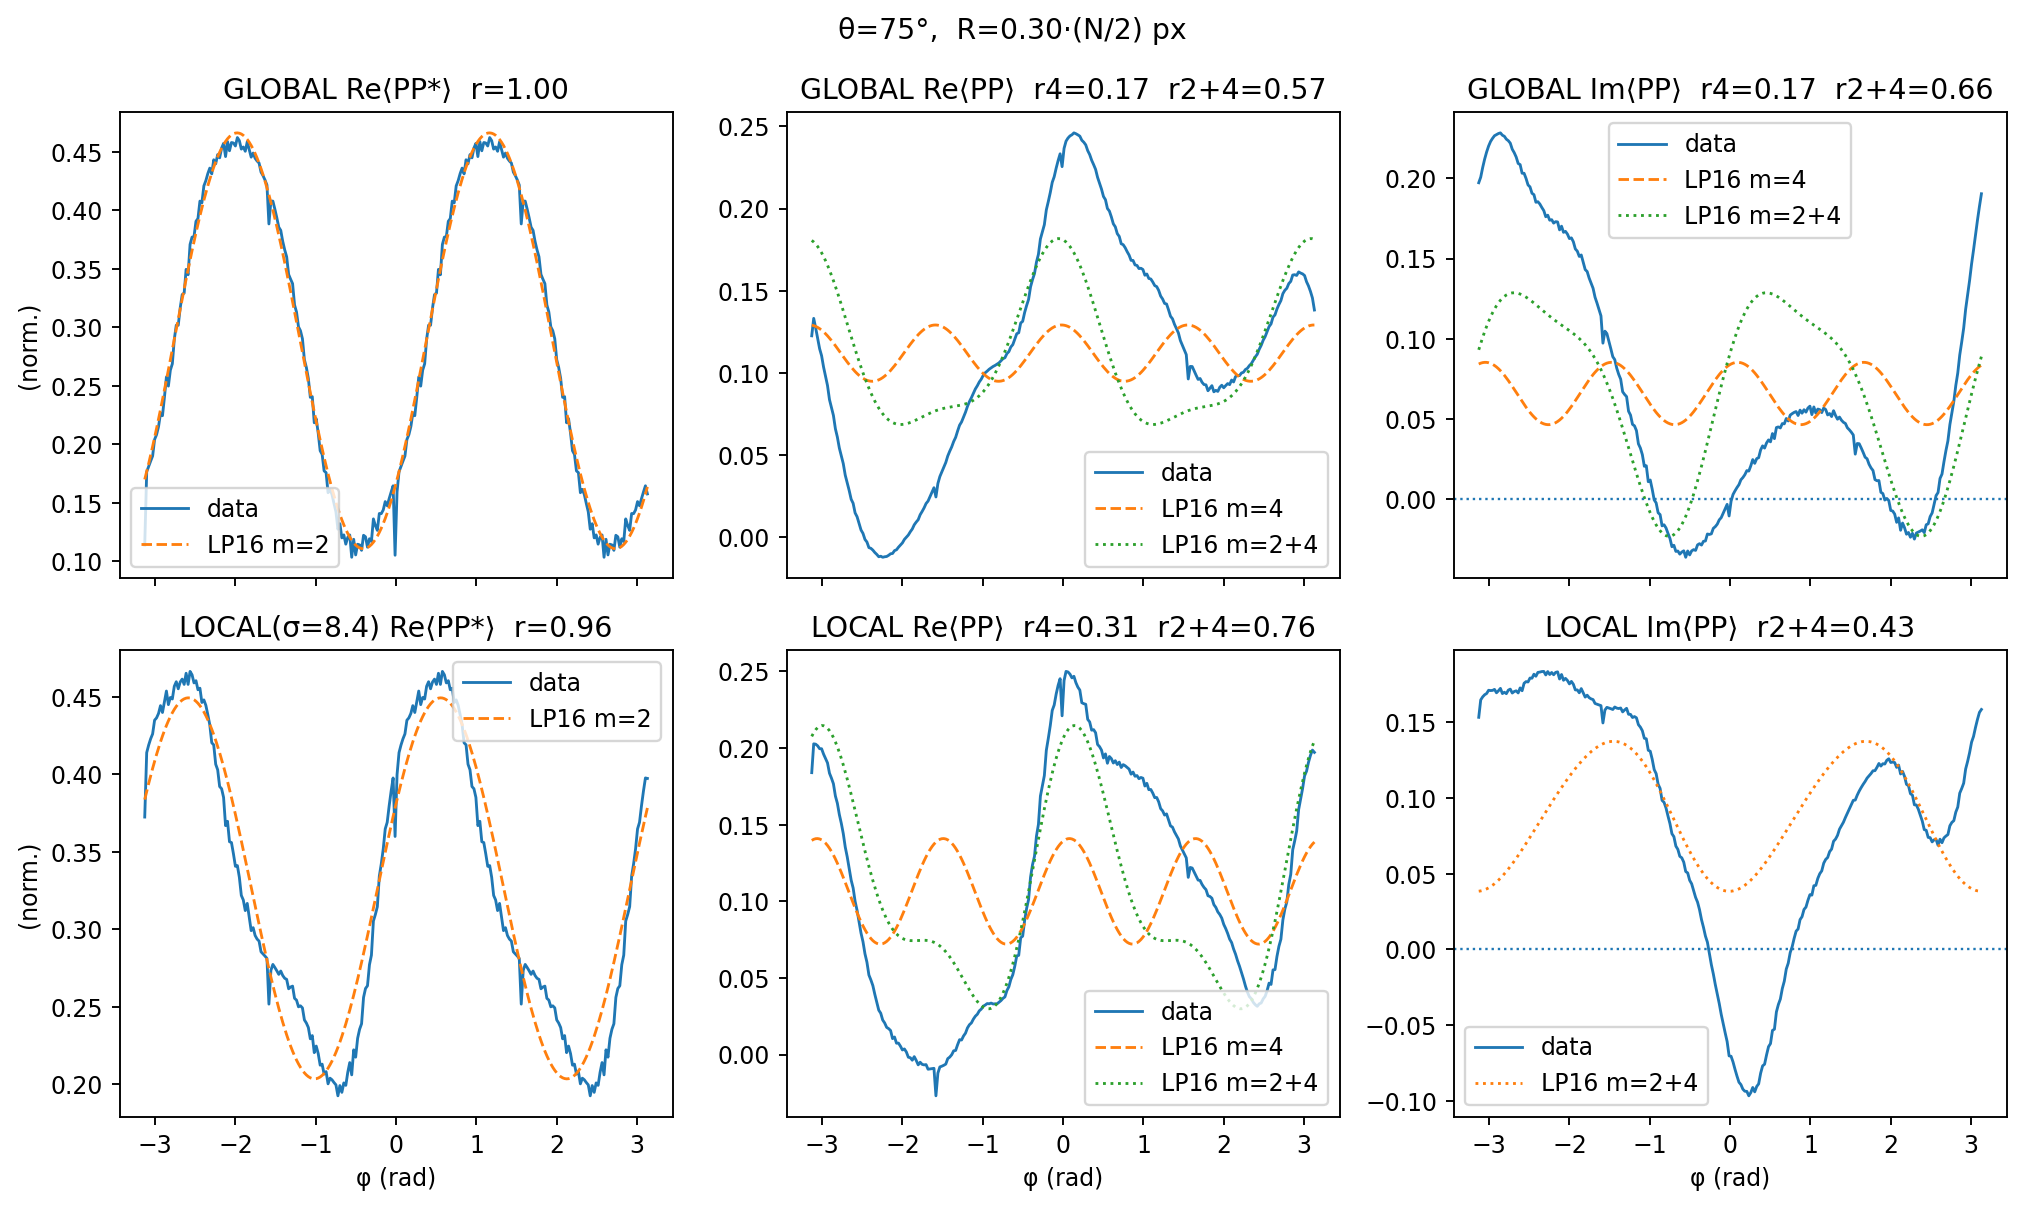 θ=75°,  R=0.30·(N/2) px
GLOBAL Re⟨PP*⟩  r=1.00
(norm.)
0.45
0.40
0.35
0.30
0.25
0.20
0.15
0.10
data
LP16 m=2
GLOBAL Re⟨PP⟩  r4=0.17  r2+4=0.57
0.25
0.20
0.15
0.10
0.05
0.00
data
LP16 m=4
LP16 m=2+4
GLOBAL Im⟨PP⟩  r4=0.17  r2+4=0.66
0.20
0.15
0.10
0.05
0.00
data
LP16 m=4
LP16 m=2+4
LOCAL(σ=8.4) Re⟨PP*⟩  r=0.96
(norm.)
0.45
0.40
0.35
0.30
0.25
0.20
data
LP16 m=2
−3 −2 −1 0 1 2 3
φ (rad)
LOCAL Re⟨PP⟩  r4=0.31  r2+4=0.76
0.25
0.20
0.15
0.10
0.05
0.00
data
LP16 m=4
LP16 m=2+4
−3 −2 −1 0 1 2 3
φ (rad)
LOCAL Im⟨PP⟩  r2+4=0.43
0.15
0.10
0.05
0.00
−0.05
−0.10
data
LP16 m=2+4
−3 −2 −1 0 1 2 3
φ (rad)